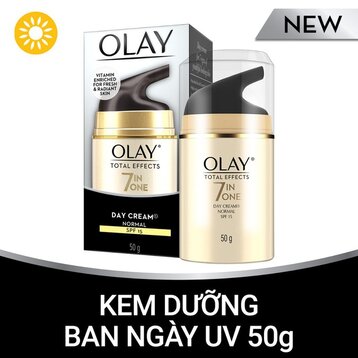 NEW
OLAY
VITAMIN
ENRICHED
FOR FRESH
& RADIANT
SKIN
OLAY
TOTAL EFFECTS
7 IN ONE
DAY CREAM
NORMAL
SPF 15
50 g
OLAY
TOTAL EFFECTS
7 IN ONE
DAY CREAM
NORMAL
SPF 15
50 g
KEM DƯỠNG
BAN NGÀY UV 50g